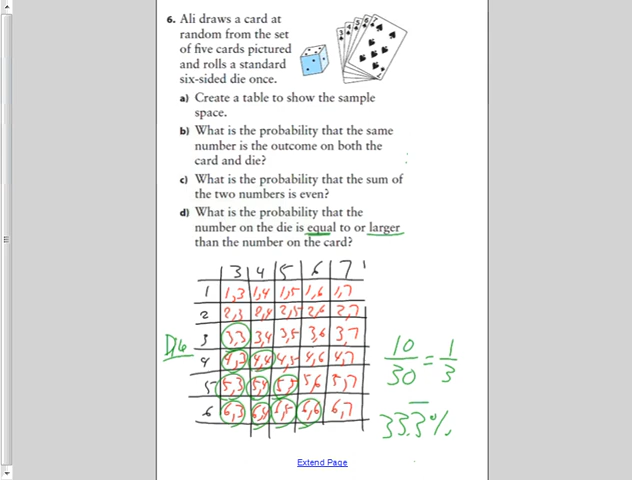 6. Ali draws a card at
random from the set
of five cards pictured
and rolls a standard
six-sided die once.
a) Create a table to show the sample
space.
b) What is the probability that the same
number is the outcome on both the
card and die?
c) What is the probability that the sum of
the two numbers is even?
d) What is the probability that the
number on the die is equal to or larger
than the number on the card?
3 4 5 6 7
1 1,3 1,4 1,5 1,6 1,7
2 2,3 2,4 2,5 2,6 2,7
3 3,3 3,4 3,5 3,6 3,7
Die
4 4,3 4,4 4,5 4,6 4,7
10/30 = 1/3
5 5,3 5,4 5,5 5,6 5,7
6 6,3 6,4 6,5 6,6 6,7
33.3%
Extend Page